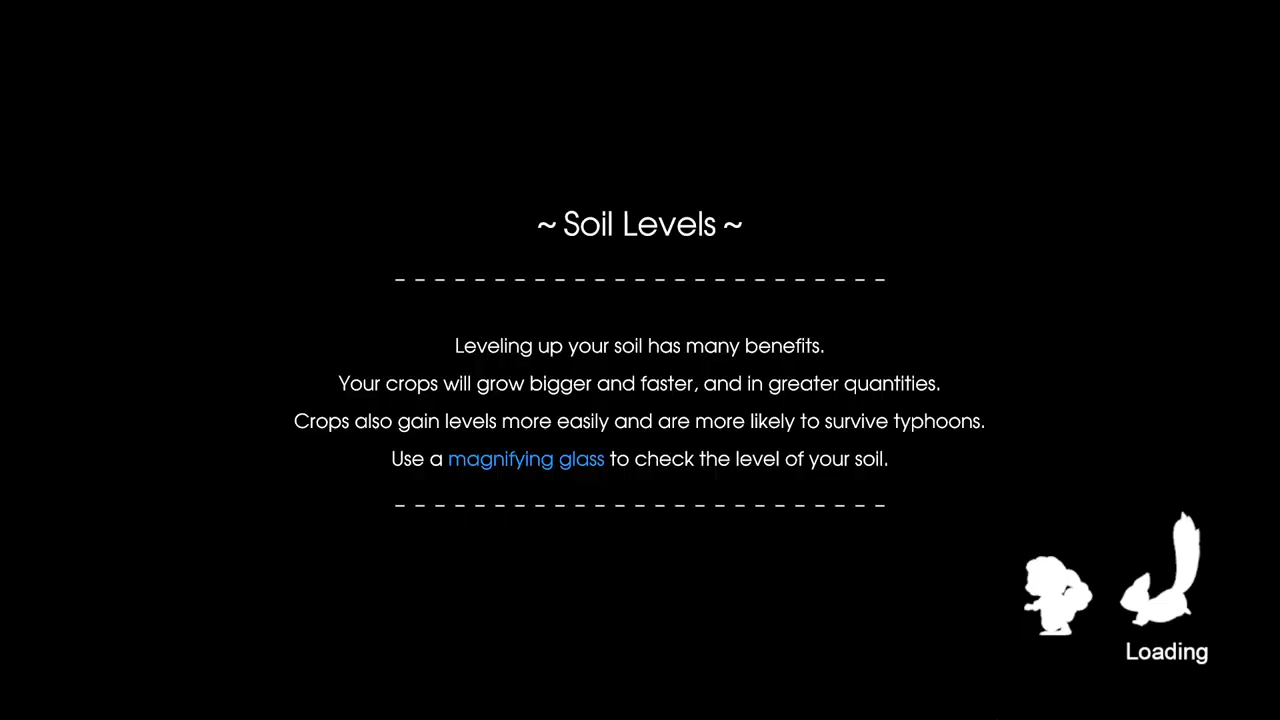 ~ Soil Levels ~
Leveling up your soil has many benefits.
Your crops will grow bigger and faster, and in greater quantities.
Crops also gain levels more easily and are more likely to survive typhoons.
Use a magnifying glass to check the level of your soil.
Loading